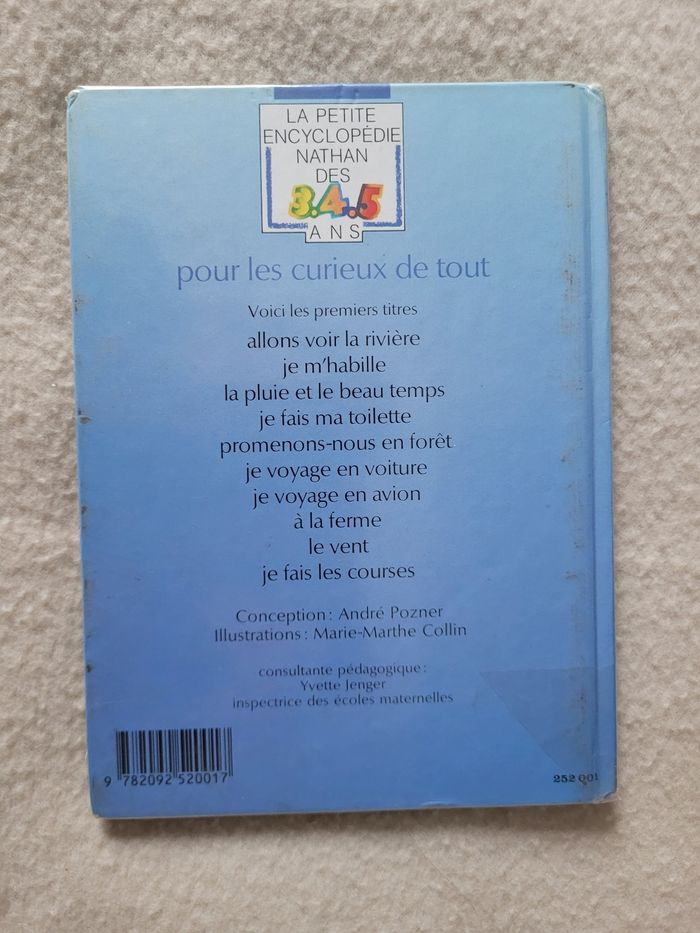 LA PETITE
ENCYCLOPÉDIE
NATHAN
DES
3.4.5
ANS
pour les curieux de tout
Voici les premiers titres
allons voir la rivière
je m'habille
la pluie et le beau temps
je fais ma toilette
promenons-nous en forêt
je voyage en voiture
je voyage en avion
à la ferme
le vent
je fais les courses
Conception : André Pozner
Illustrations : Marie-Marthe Collin
consultante pédagogique :
Yvette Jenger
inspectrice des écoles maternelles
9 782092 520017
252 001